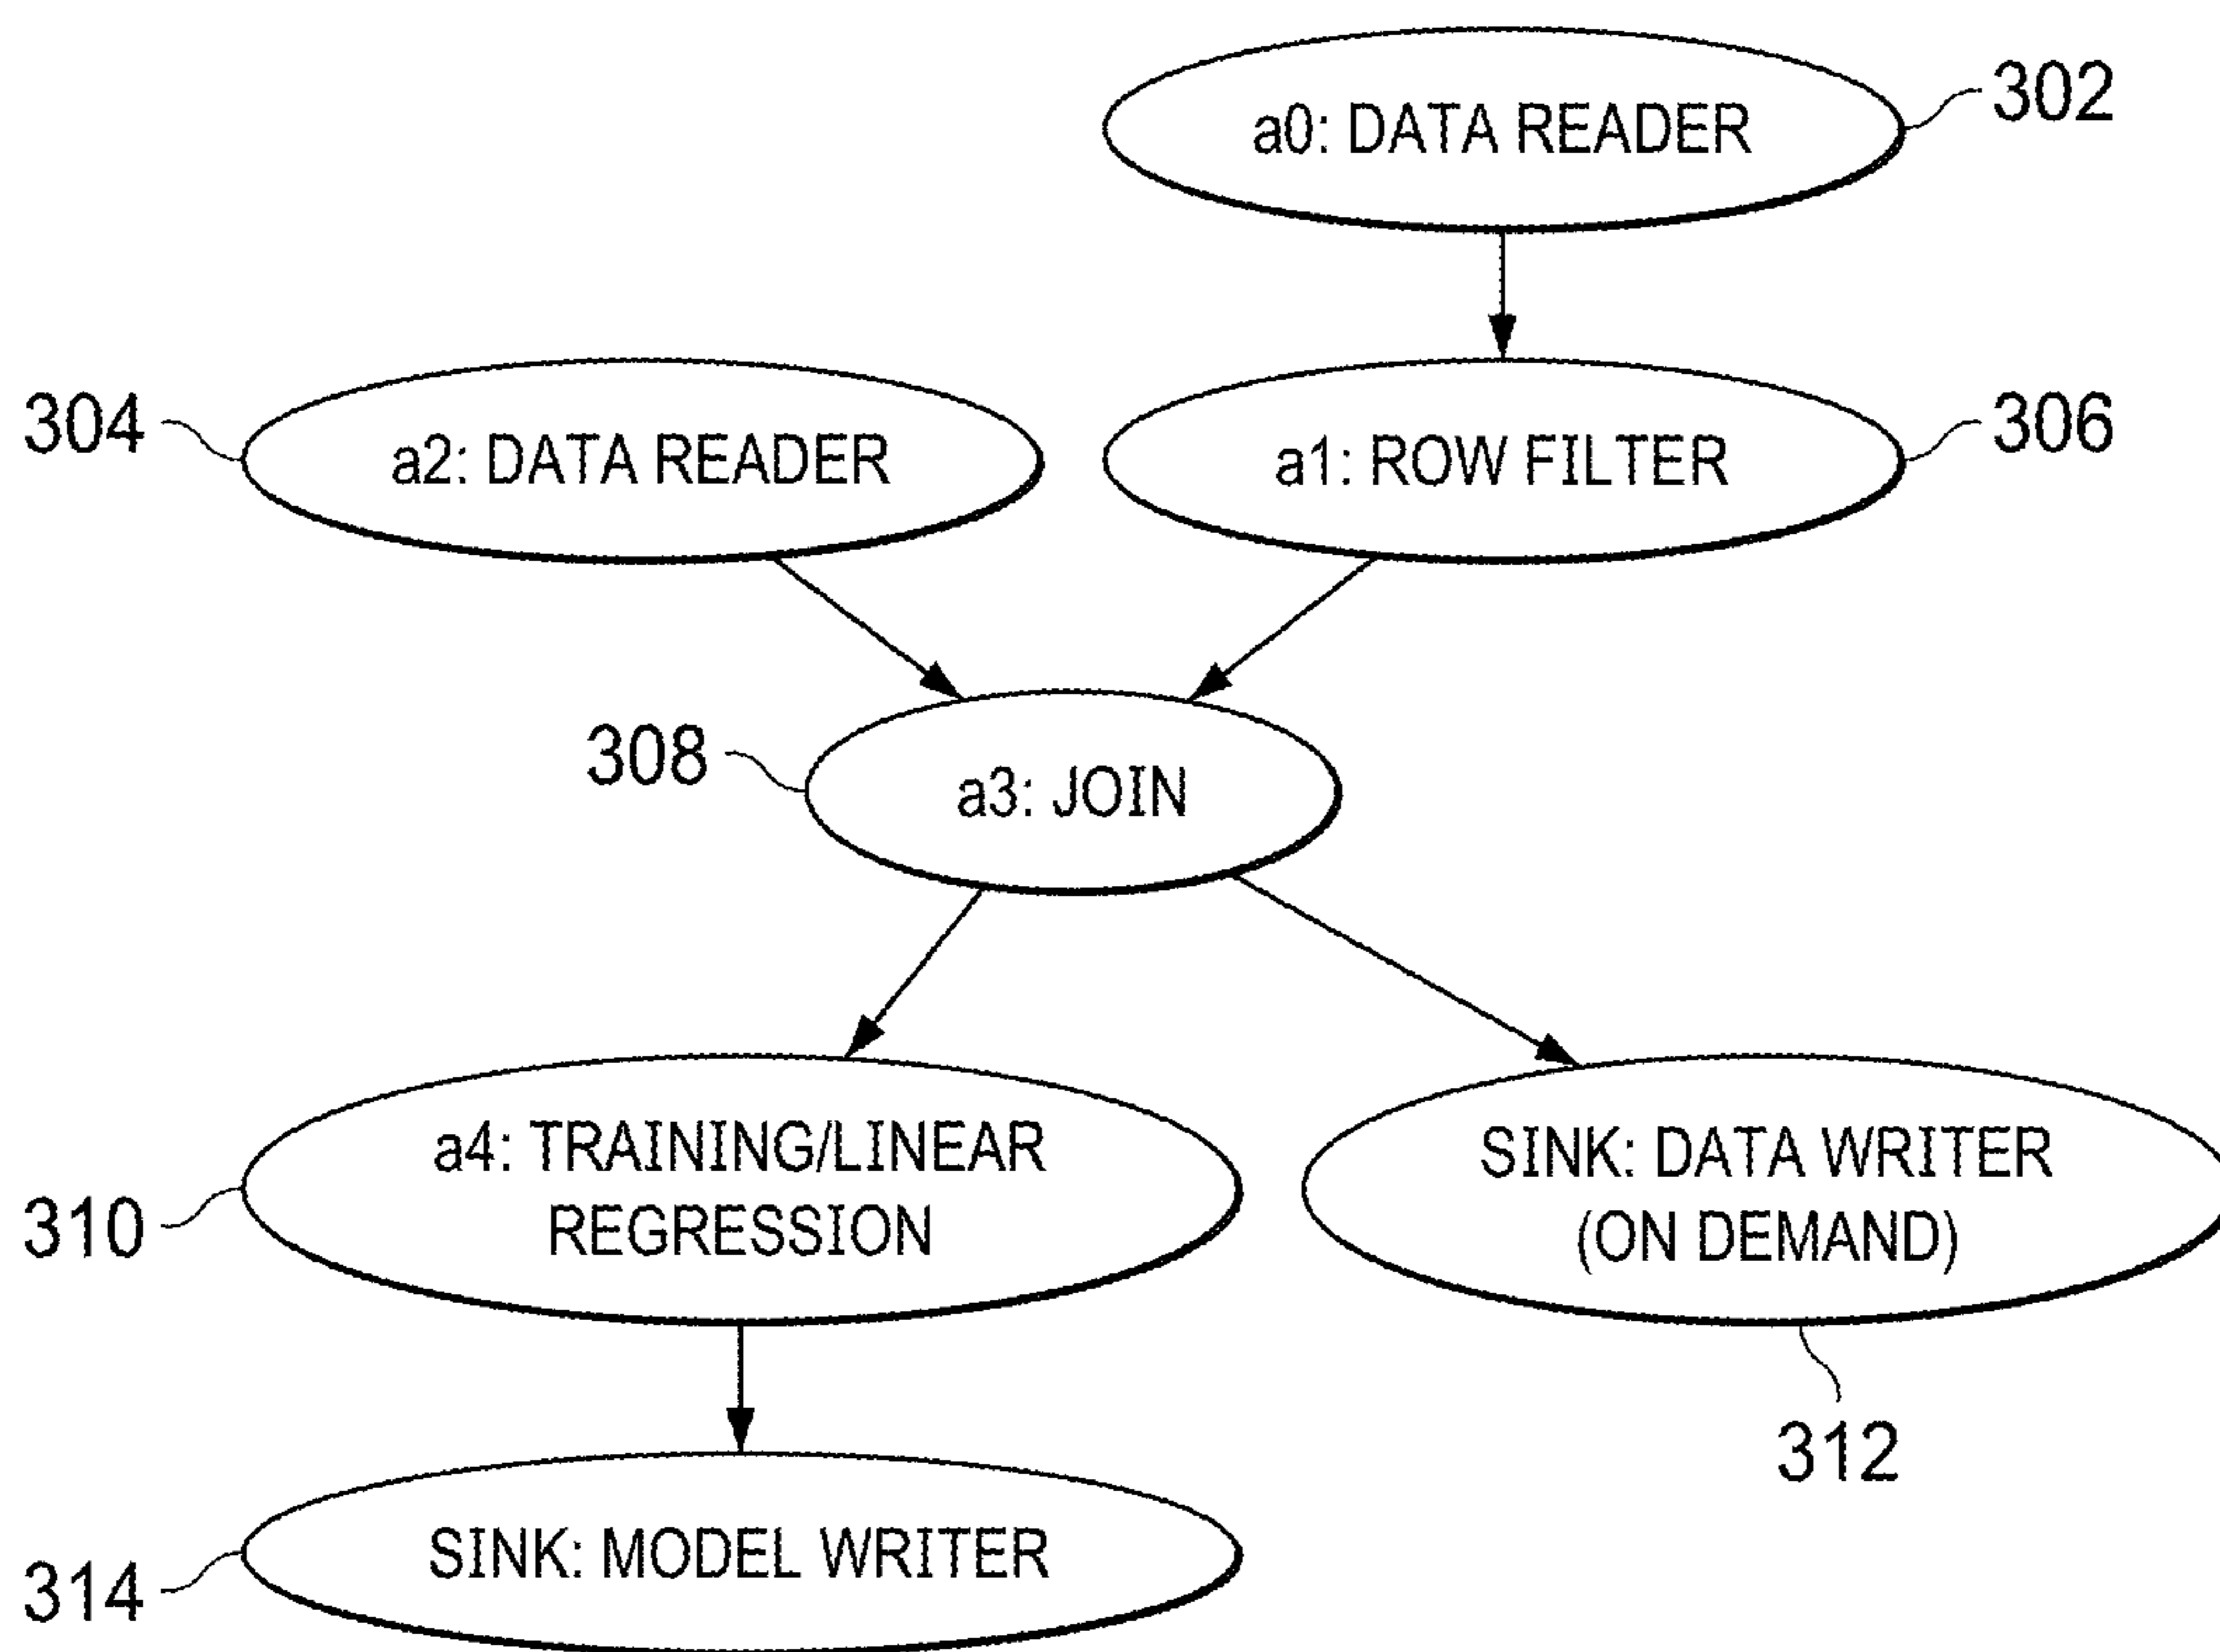 a0: DATA READER
302
304
a2: DATA READER
a1: ROW FILTER
306
308
a3: JOIN
310
a4: TRAINING/LINEAR
REGRESSION
SINK: DATA WRITER
(ON DEMAND)
312
314
SINK: MODEL WRITER